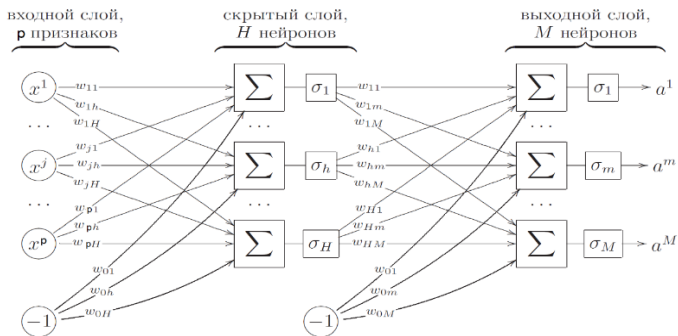 входной слой, скрытый слой, выходной слой,
p признаков H нейронов M нейронов
x¹ w₁₁ ∑ σ₁ w₁₁ ∑ σ₁ a¹
w₁ₕ w₁ₘ
w₁H w₁M
··· ··· ···
wⱼ₁ wₕ₁
xʲ wⱼₕ ∑ σₕ wₕₘ ∑ σₘ aᵐ
wⱼH wₕM
··· ··· ···
wₚ₁ wH₁
wₚₕ wHₘ
xᵖ wₚH ∑ σH wHM ∑ σM aᴹ
w₀₁ w₀₁
w₀ₕ w₀ₘ
−1 w₀H −1 w₀M